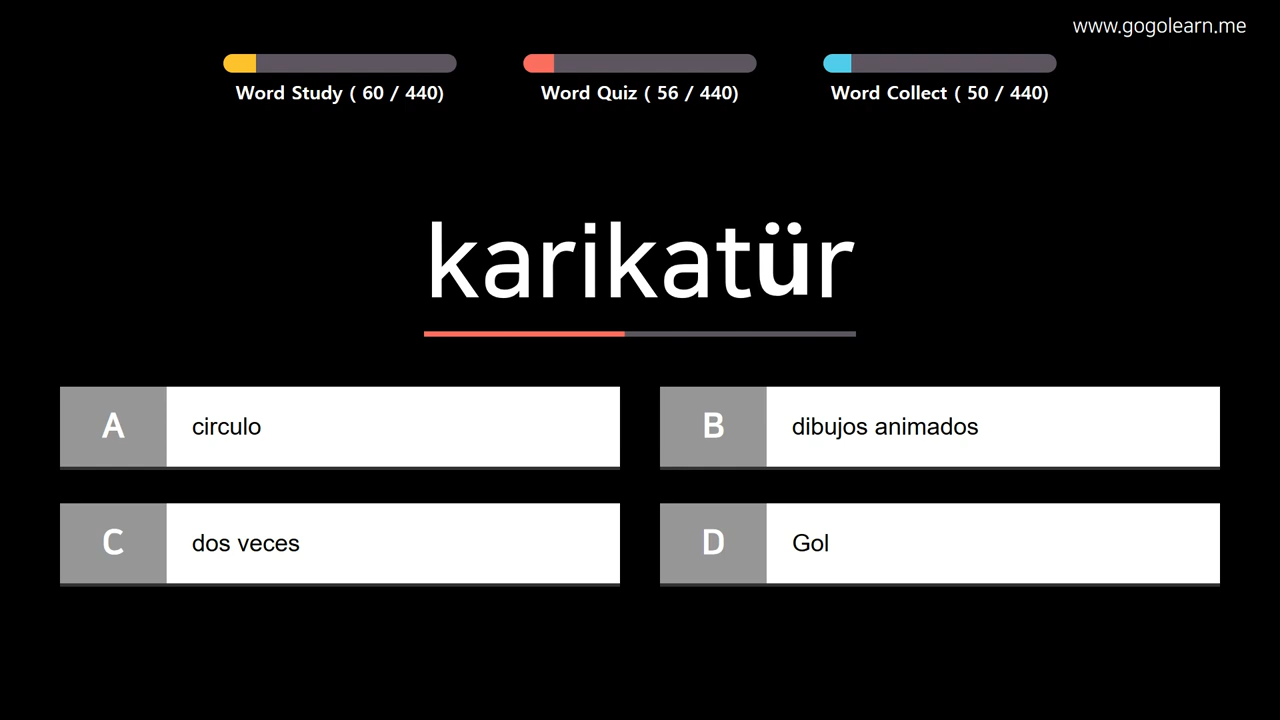 www.gogolearn.me
Word Study ( 60 / 440)
Word Quiz ( 56 / 440)
Word Collect ( 50 / 440)
karikatür
A circulo
B dibujos animados
C dos veces
D Gol